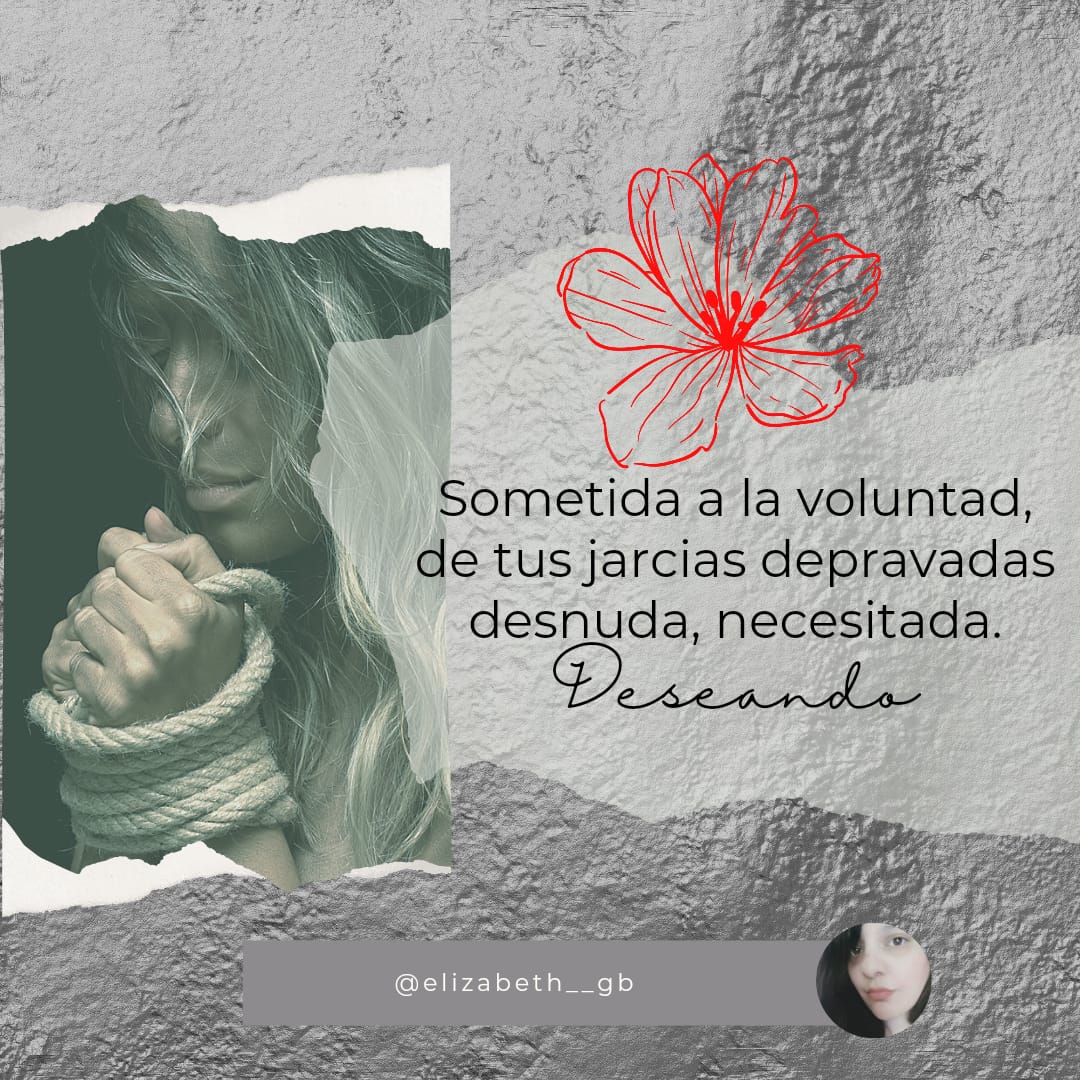 Sometida a la voluntad,
de tus jarcias depravadas
desnuda, necesitada.
Deseando
@elizabeth__gb